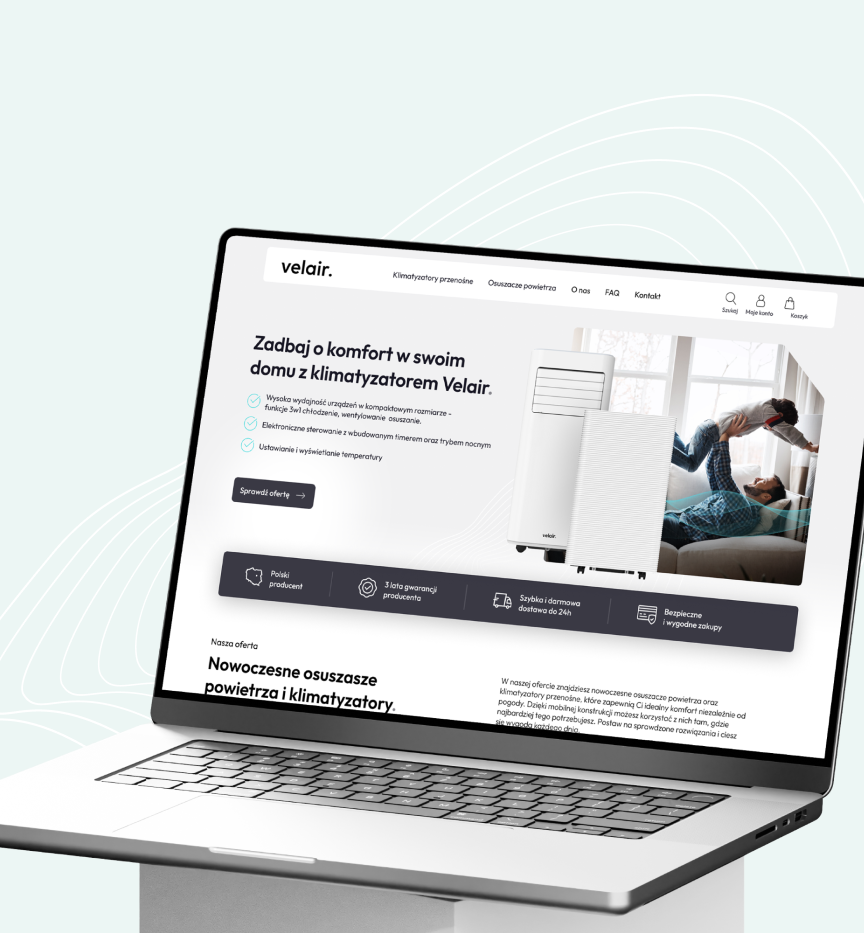 velair.
Klimatyzatory przenośne
Osuszacze powietrza
O nas
FAQ
Kontakt
Szukaj
Moje konto
Koszyk
Zadbaj o komfort w swoim
domu z klimatyzatorem Velair.
Wysoka wydajność urządzeń w kompaktowym rozmiarze -
funkcje 3w1 chłodzenie, wentylowanie osuszanie.
Elektroniczne sterowanie z wbudowanym timerem oraz trybem nocnym
Ustawianie i wyświetlanie temperatury
Sprawdź ofertę
velair.
Polski
producent
3 lata gwarancji
producenta
Szybka i darmowa
dostawa do 24h
Bezpieczne
i wygodne zakupy
Nasza oferta
Nowoczesne osuszasze
powietrza i klimatyzatory.
W naszej ofercie znajdziesz nowoczesne osuszacze powietrza oraz
klimatyzatory przenośne, które zapewnią Ci idealny komfort niezależnie od
pogody. Dzięki mobilnej konstrukcji możesz korzystać z nich tam, gdzie
najbardziej tego potrzebujesz. Postaw na sprawdzone rozwiązania i ciesz
się wygodą każdego dnia.